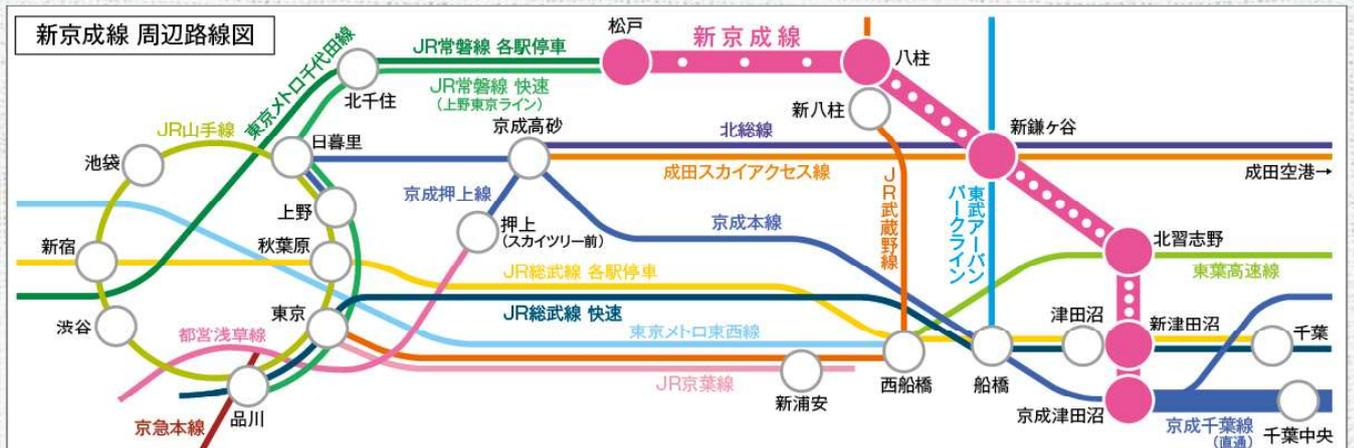 新京成線 周辺路線図
松戸
新京成線
八柱
JR常磐線 各駅停車
東京メトロ千代田線
北千住
JR常磐線 快速
(上野東京ライン)
新八柱
JR山手線
日暮里
京成高砂
北総線
新鎌ヶ谷
池袋
成田スカイアクセス線
成田空港→
上野
京成押上線
押上
(スカイツリー前)
京成本線
JR武蔵野線
東武アーバン
パークライン
新宿
秋葉原
北習志野
JR総武線 各駅停車
東葉高速線
渋谷
東京
JR総武線 快速
津田沼
新津田沼
千葉
都営浅草線
東京メトロ東西線
JR京葉線
新浦安
西船橋
船橋
京成津田沼
京急本線
品川
京成千葉線
(直通)
千葉中央